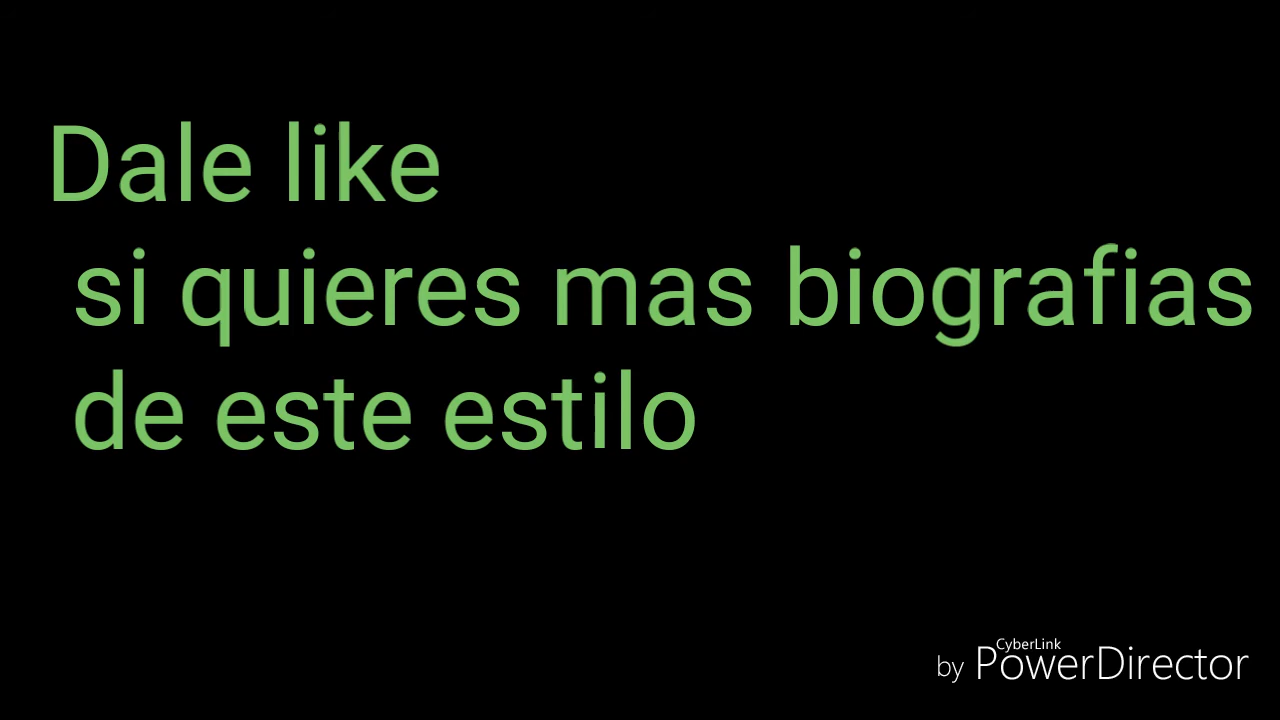 Dale like
si quieres mas biografias
de este estilo
CyberLink
by PowerDirector